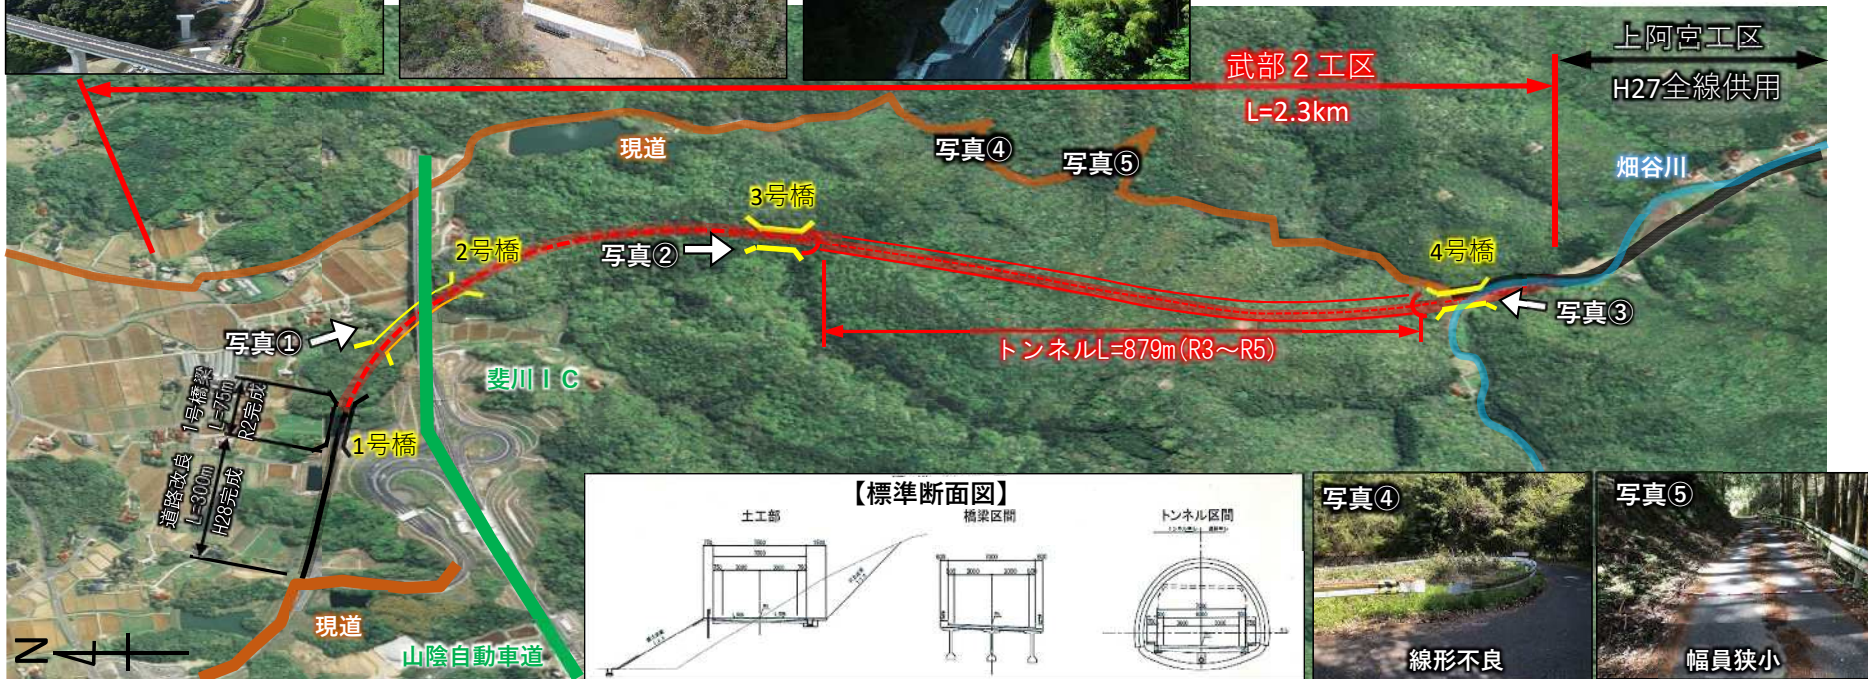 上阿宮工区
H27全線供用
武部2工区
L=2.3km
現道
写真④
写真⑤
畑谷川
3号橋
2号橋
写真②
4号橋
写真①
写真③
トンネルL=879m(R3～R5)
斐川IC
1号橋梁
L=75m
R2完成
1号橋
道路改良
L=300m
H28完成
現道
山陰自動車道
N
【標準断面図】
土工部
橋梁区間
トンネル区間
写真④
線形不良
写真⑤
幅員狭小